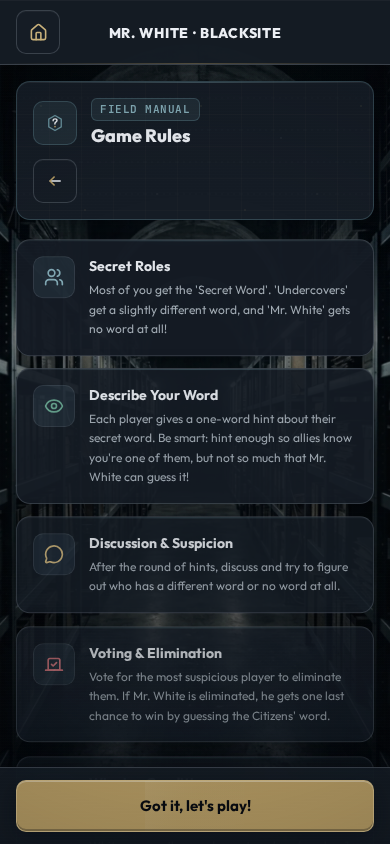 MR. WHITE · BLACKSITE
FIELD MANUAL
Game Rules
Secret Roles
Most of you get the 'Secret Word'. 'Undercovers'
get a slightly different word, and 'Mr. White' gets
no word at all!
Describe Your Word
Each player gives a one-word hint about their
secret word. Be smart: hint enough so allies know
you're one of them, but not so much that Mr.
White can guess it!
Discussion & Suspicion
After the round of hints, discuss and try to figure
out who has a different word or no word at all.
Voting & Elimination
Vote for the most suspicious player to eliminate
them. If Mr. White is eliminated, he gets one last
chance to win by guessing the Citizens' word.
Got it, let's play!